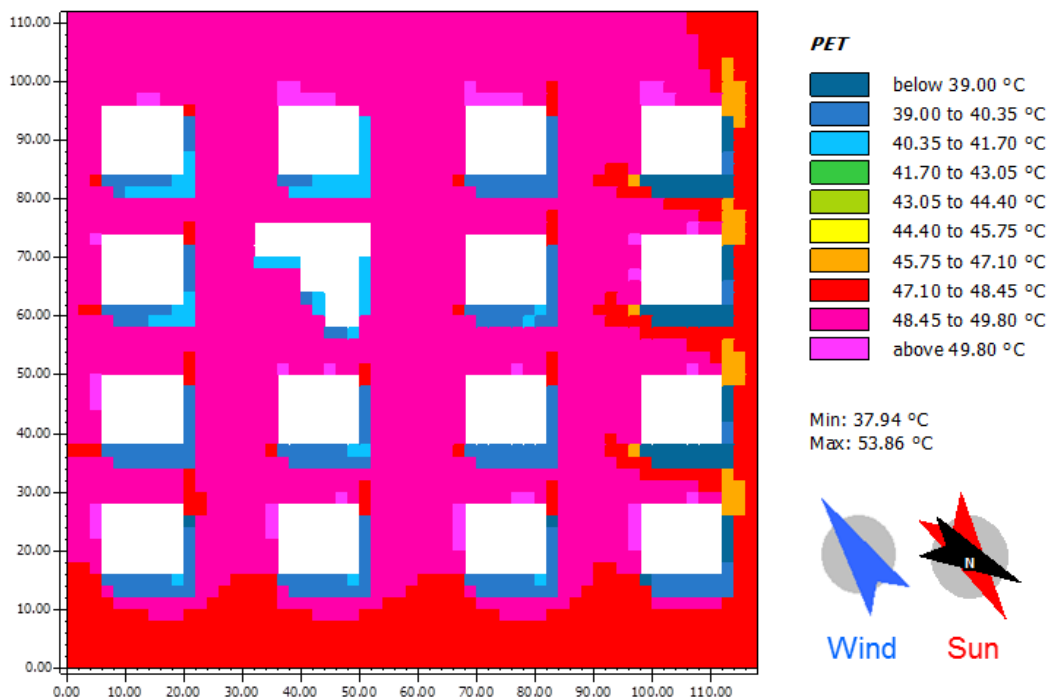 110.00
100.00
90.00
80.00
70.00
60.00
50.00
40.00
30.00
20.00
10.00
0.00
0.00 10.00 20.00 30.00 40.00 50.00 60.00 70.00 80.00 90.00 100.00 110.00
PET
below 39.00 °C
39.00 to 40.35 °C
40.35 to 41.70 °C
41.70 to 43.05 °C
43.05 to 44.40 °C
44.40 to 45.75 °C
45.75 to 47.10 °C
47.10 to 48.45 °C
48.45 to 49.80 °C
above 49.80 °C
Min: 37.94 °C
Max: 53.86 °C
N
Wind Sun